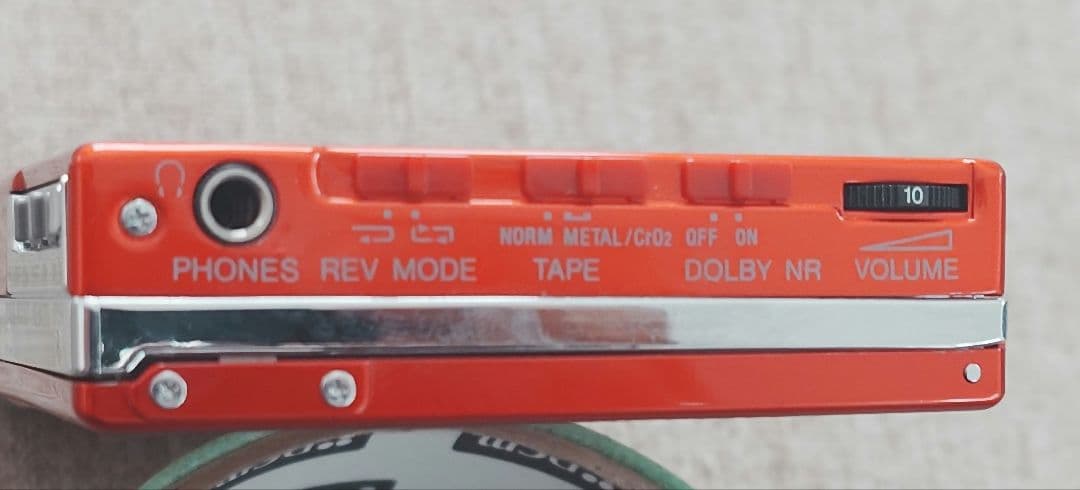 10
NORM METAL/CrO2 OFF ON
PHONES REV MODE TAPE DOLBY NR VOLUME